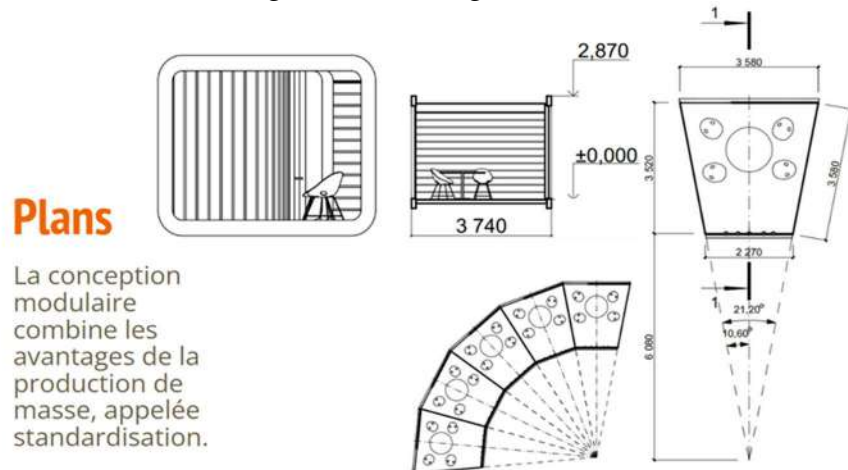 Plans
La conception
modulaire
combine les
avantages de la
production de
masse, appelée
standardisation.
2,870
±0,000
3 740
1
3 580
3 520
3 580
2 270
1
21,20°
10,60°
6 080